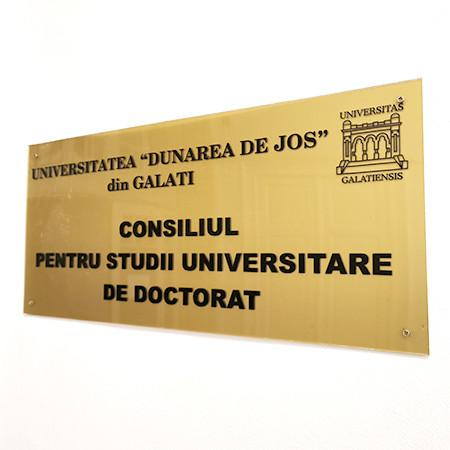 UNIVERSITATEA “DUNAREA DE JOS”
din GALATI
UNIVERSITAS
GALATIENSIS
CONSILIUL
PENTRU STUDII UNIVERSITARE
DE DOCTORAT